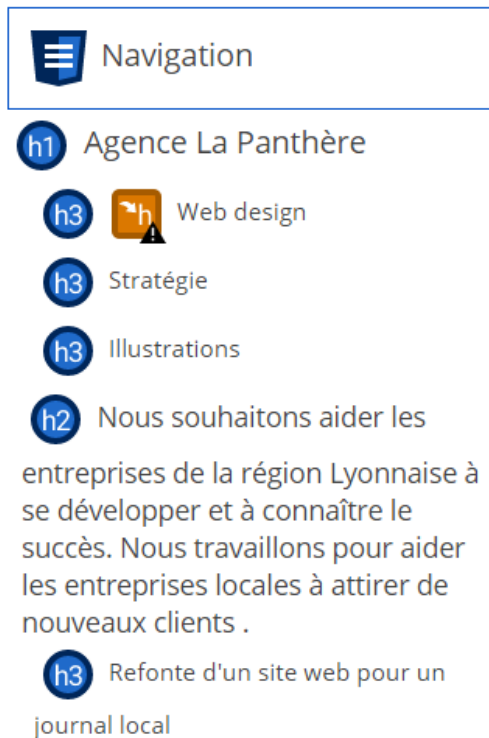 Navigation
h1 Agence La Panthère
h3 h Web design
h3 Stratégie
h3 Illustrations
h2 Nous souhaitons aider les
entreprises de la région Lyonnaise à
se développer et à connaître le
succès. Nous travaillons pour aider
les entreprises locales à attirer de
nouveaux clients .
h3 Refonte d'un site web pour un
journal local